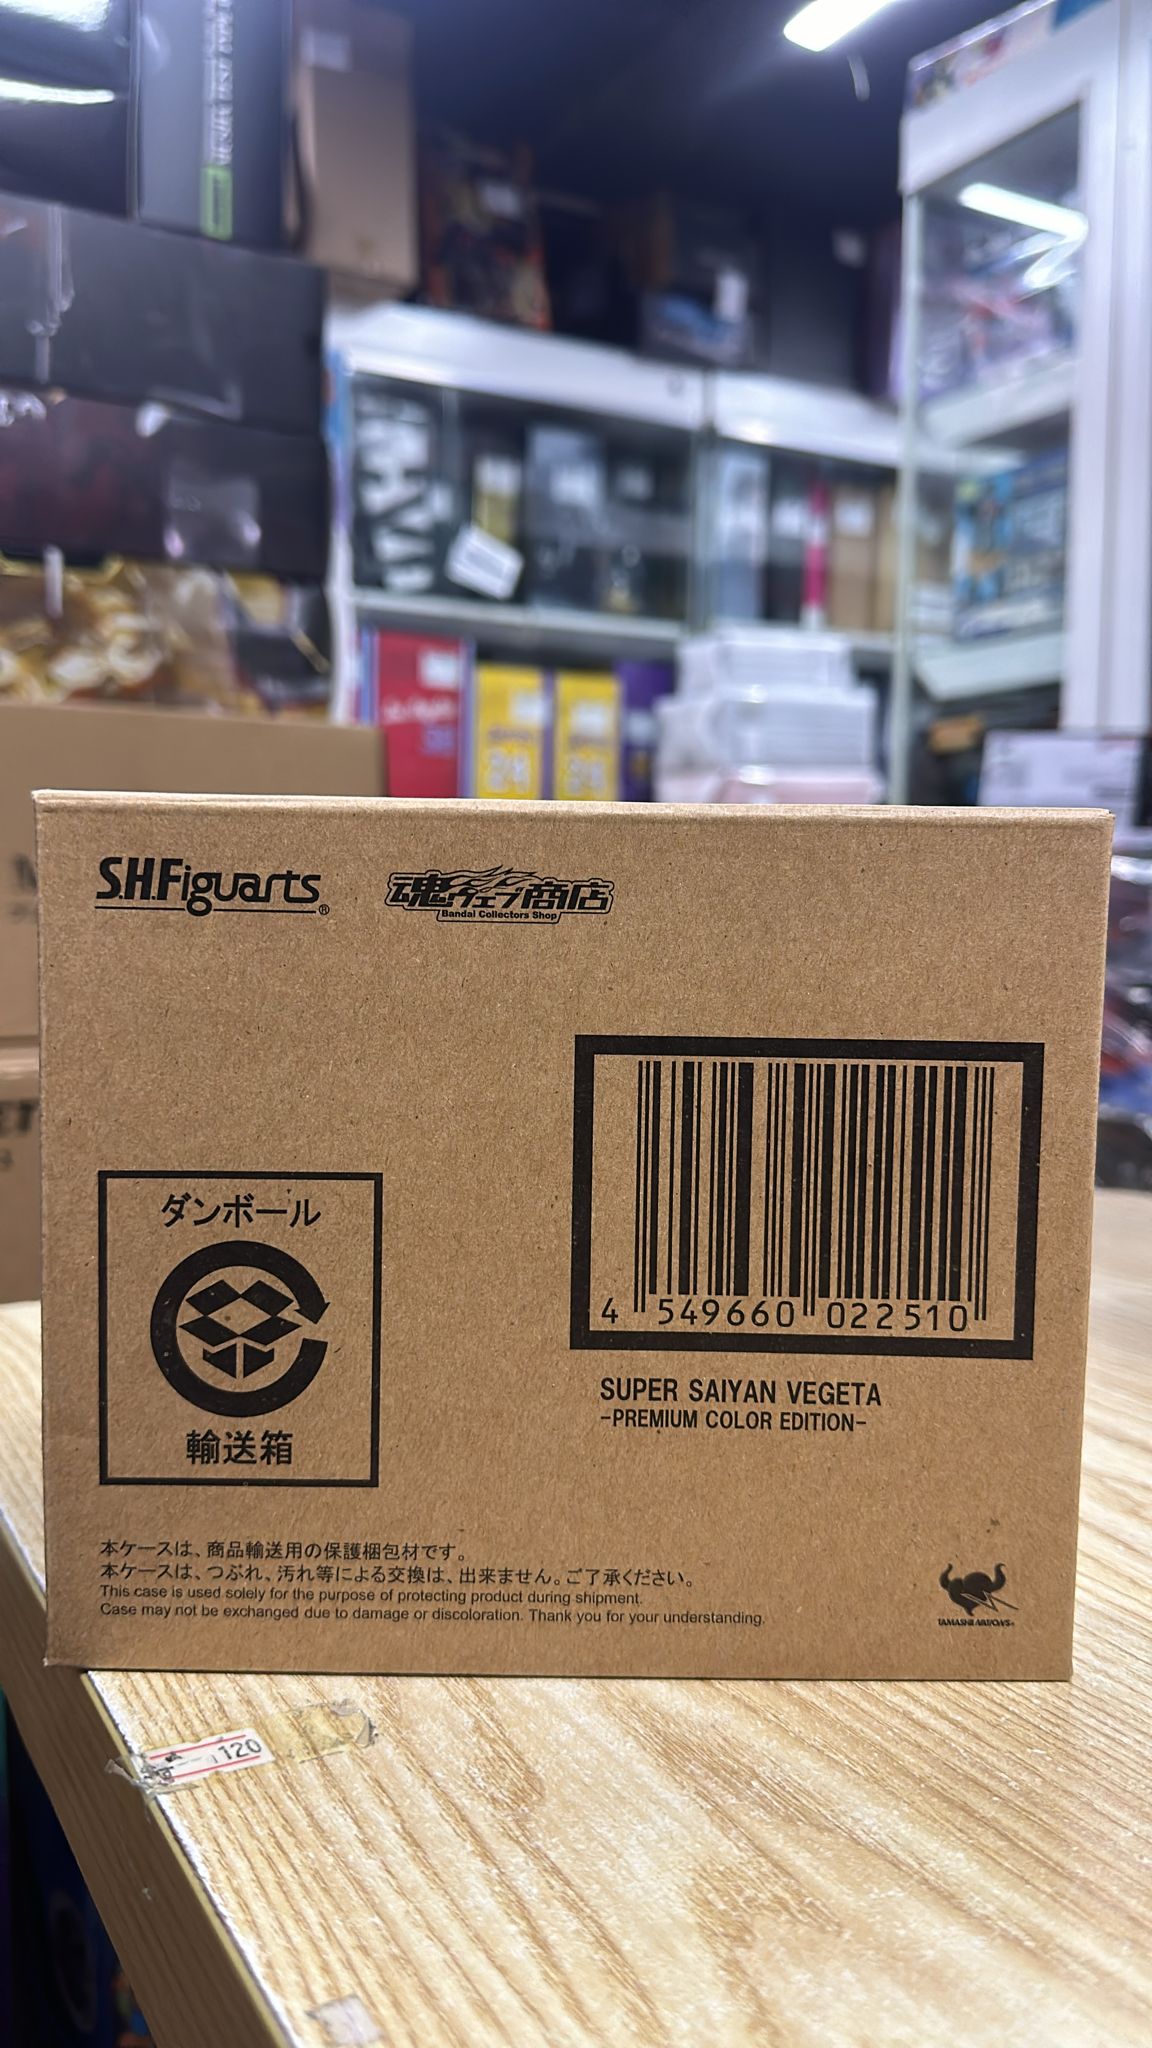 S.H.Figuarts®
魂ウェブ商店
Bandai Collectors Shop
4 549660 022510
SUPER SAIYAN VEGETA
-PREMIUM COLOR EDITION-
ダンボール
輸送箱
本ケースは、商品輸送用の保護梱包材です。
本ケースは、つぶれ、汚れ等による交換は、出来ません。ご了承ください。
This case is used solely for the purpose of protecting product during shipment.
Case may not be exchanged due to damage or discoloration. Thank you for your understanding.
TAMASHII NATIONS
120
24